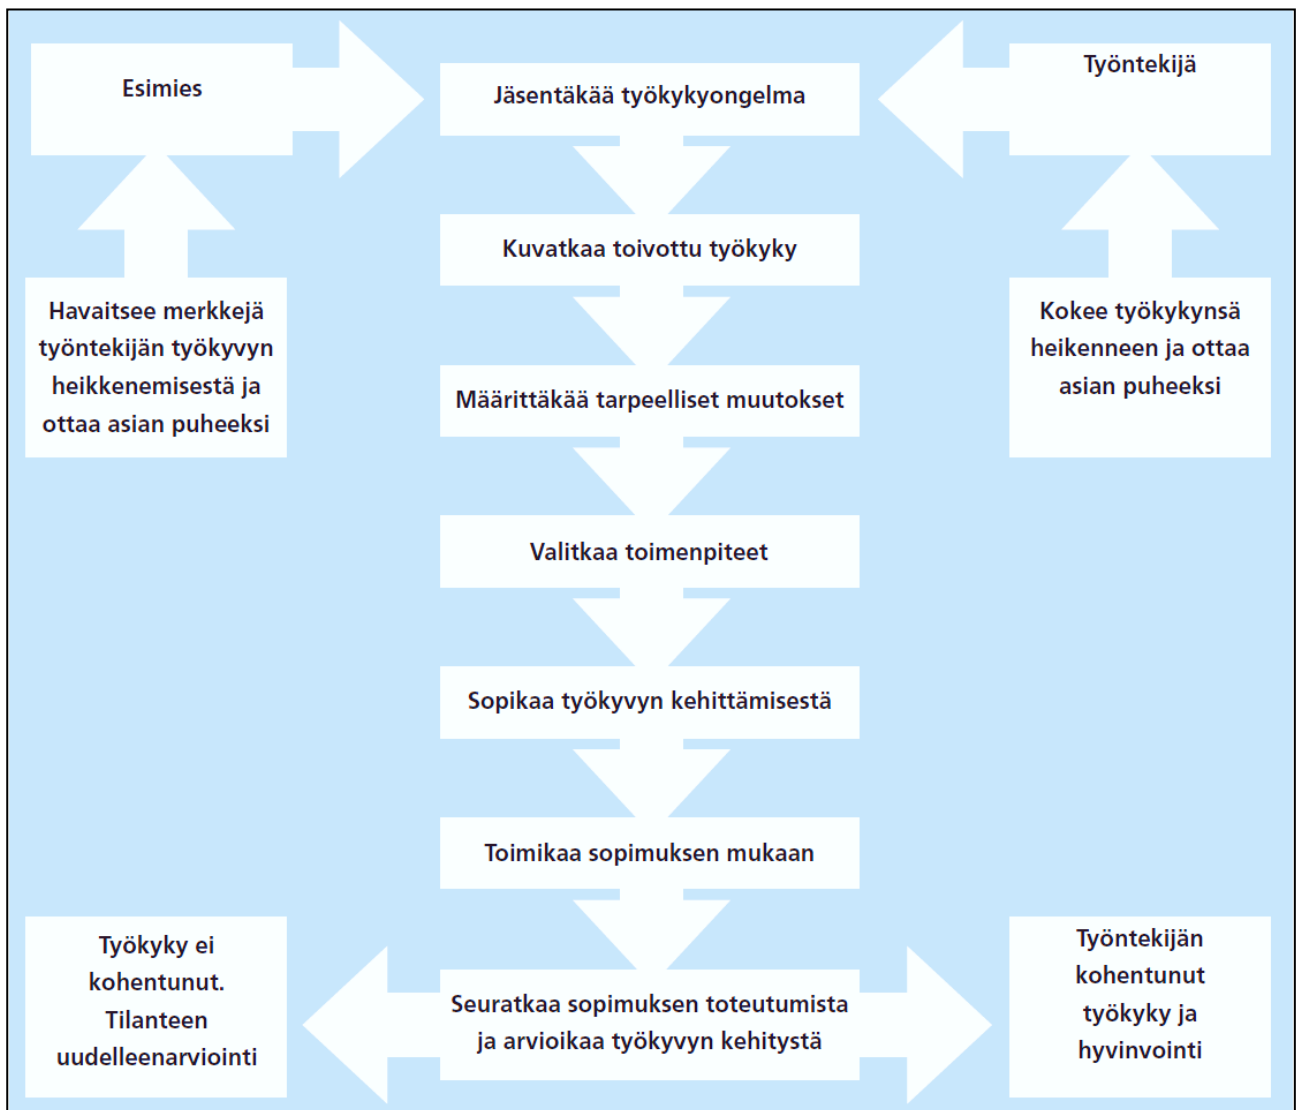 Esimies
Jäsentäkää työkykyongelma
Työntekijä
Kuvatkaa toivottu työkyky
Havaitsee merkkejä
työntekijän työkyvyn
heikkenemisestä ja
ottaa asian puheeksi
Kokee työkykynsä
heikenneen ja ottaa
asian puheeksi
Määrittäkää tarpeelliset muutokset
Valitkaa toimenpiteet
Sopikaa työkyvyn kehittämisestä
Toimikaa sopimuksen mukaan
Työkyky ei
kohentunut.
Tilanteen
uudelleenarviointi
Seuratkaa sopimuksen toteutumista
ja arvioikaa työkyvyn kehitystä
Työntekijän
kohentunut
työkyky ja
hyvinvointi